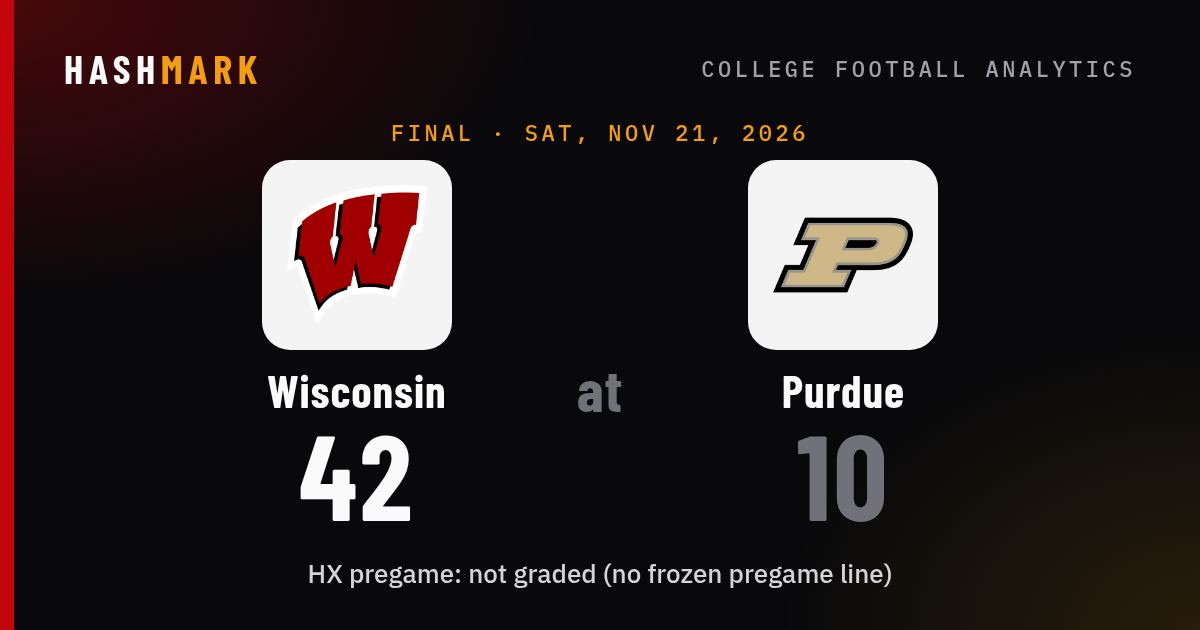 HASHMARK
COLLEGE FOOTBALL ANALYTICS
FINAL · SAT, NOV 21, 2026
W
P
Wisconsin at Purdue
42 10
HX pregame: not graded (no frozen pregame line)